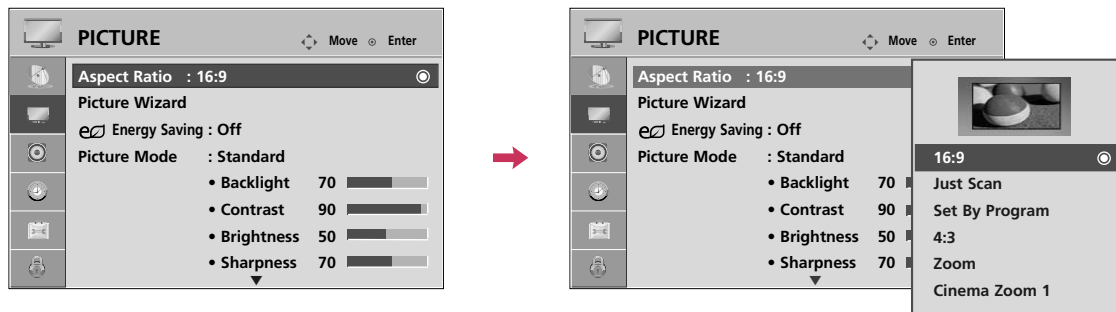 PICTURE Move Enter
Aspect Ratio : 16:9
Picture Wizard
Energy Saving : Off
Picture Mode : Standard
• Backlight 70
• Contrast 90
• Brightness 50
• Sharpness 70
PICTURE Move Enter
Aspect Ratio : 16:9
Picture Wizard
Energy Saving : Off
Picture Mode : Standard
• Backlight 70
• Contrast 90
• Brightness 50
• Sharpness 70
16:9
Just Scan
Set By Program
4:3
Zoom
Cinema Zoom 1